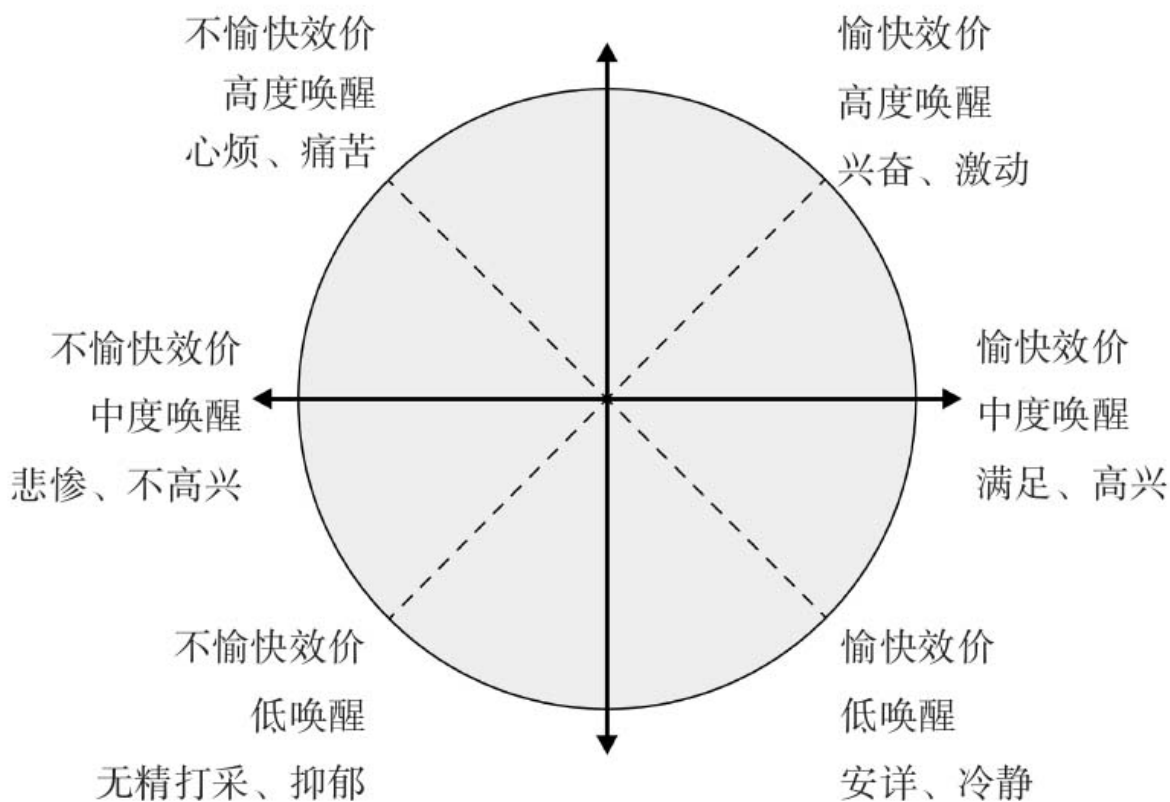 不愉快效价
高度唤醒
心烦、痛苦
愉快效价
高度唤醒
兴奋、激动
不愉快效价
中度唤醒
悲惨、不高兴
愉快效价
中度唤醒
满足、高兴
不愉快效价
低唤醒
无精打采、抑郁
愉快效价
低唤醒
安详、冷静